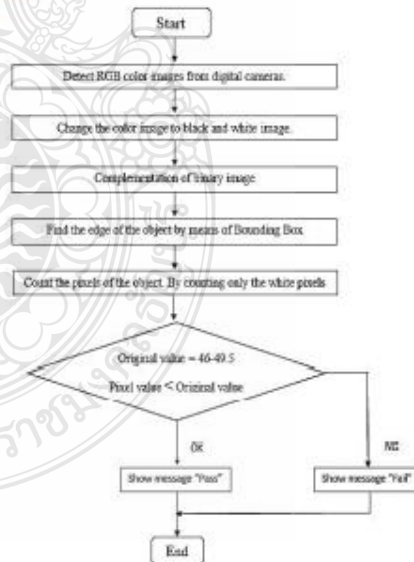 Start
Detect RGB color images from digital cameras.
Change the color image to black and white image.
Complementation of binary image
Find the edge of the object by means of Bounding Box
Count the pixels of the object. By counting only the white pixels
Original value = 46-49.5
Pixel value < Original value
OK
NG
Show message "Pass"
Show message "Fail"
End